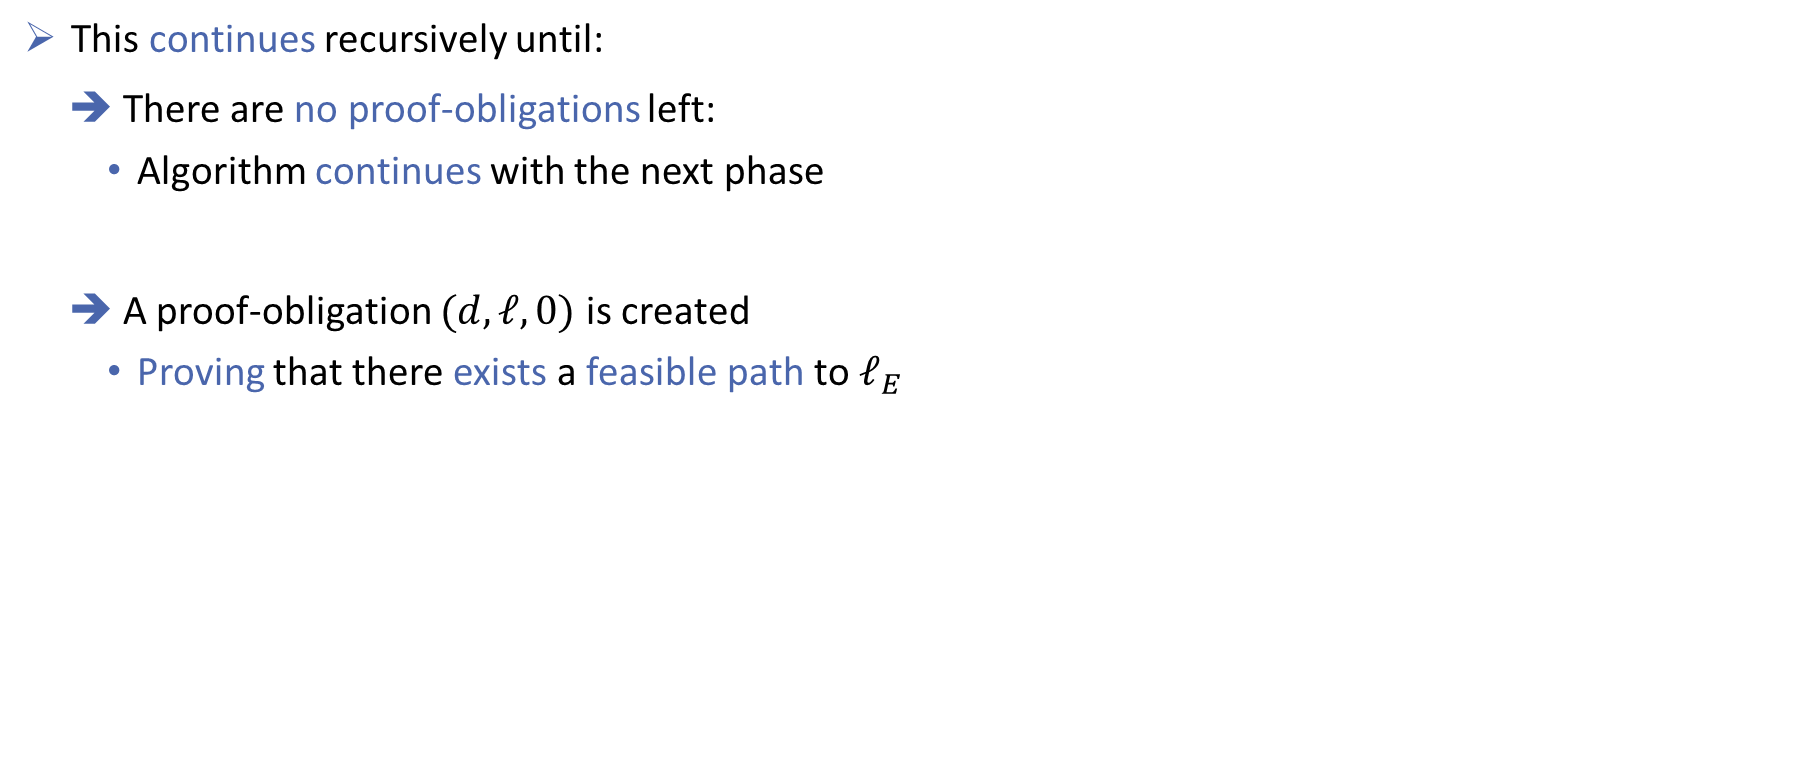 ➢ This continues recursively until:
➔ There are no proof-obligations left:
• Algorithm continues with the next phase
➔ A proof-obligation (d, ℓ, 0) is created
• Proving that there exists a feasible path to ℓ_E